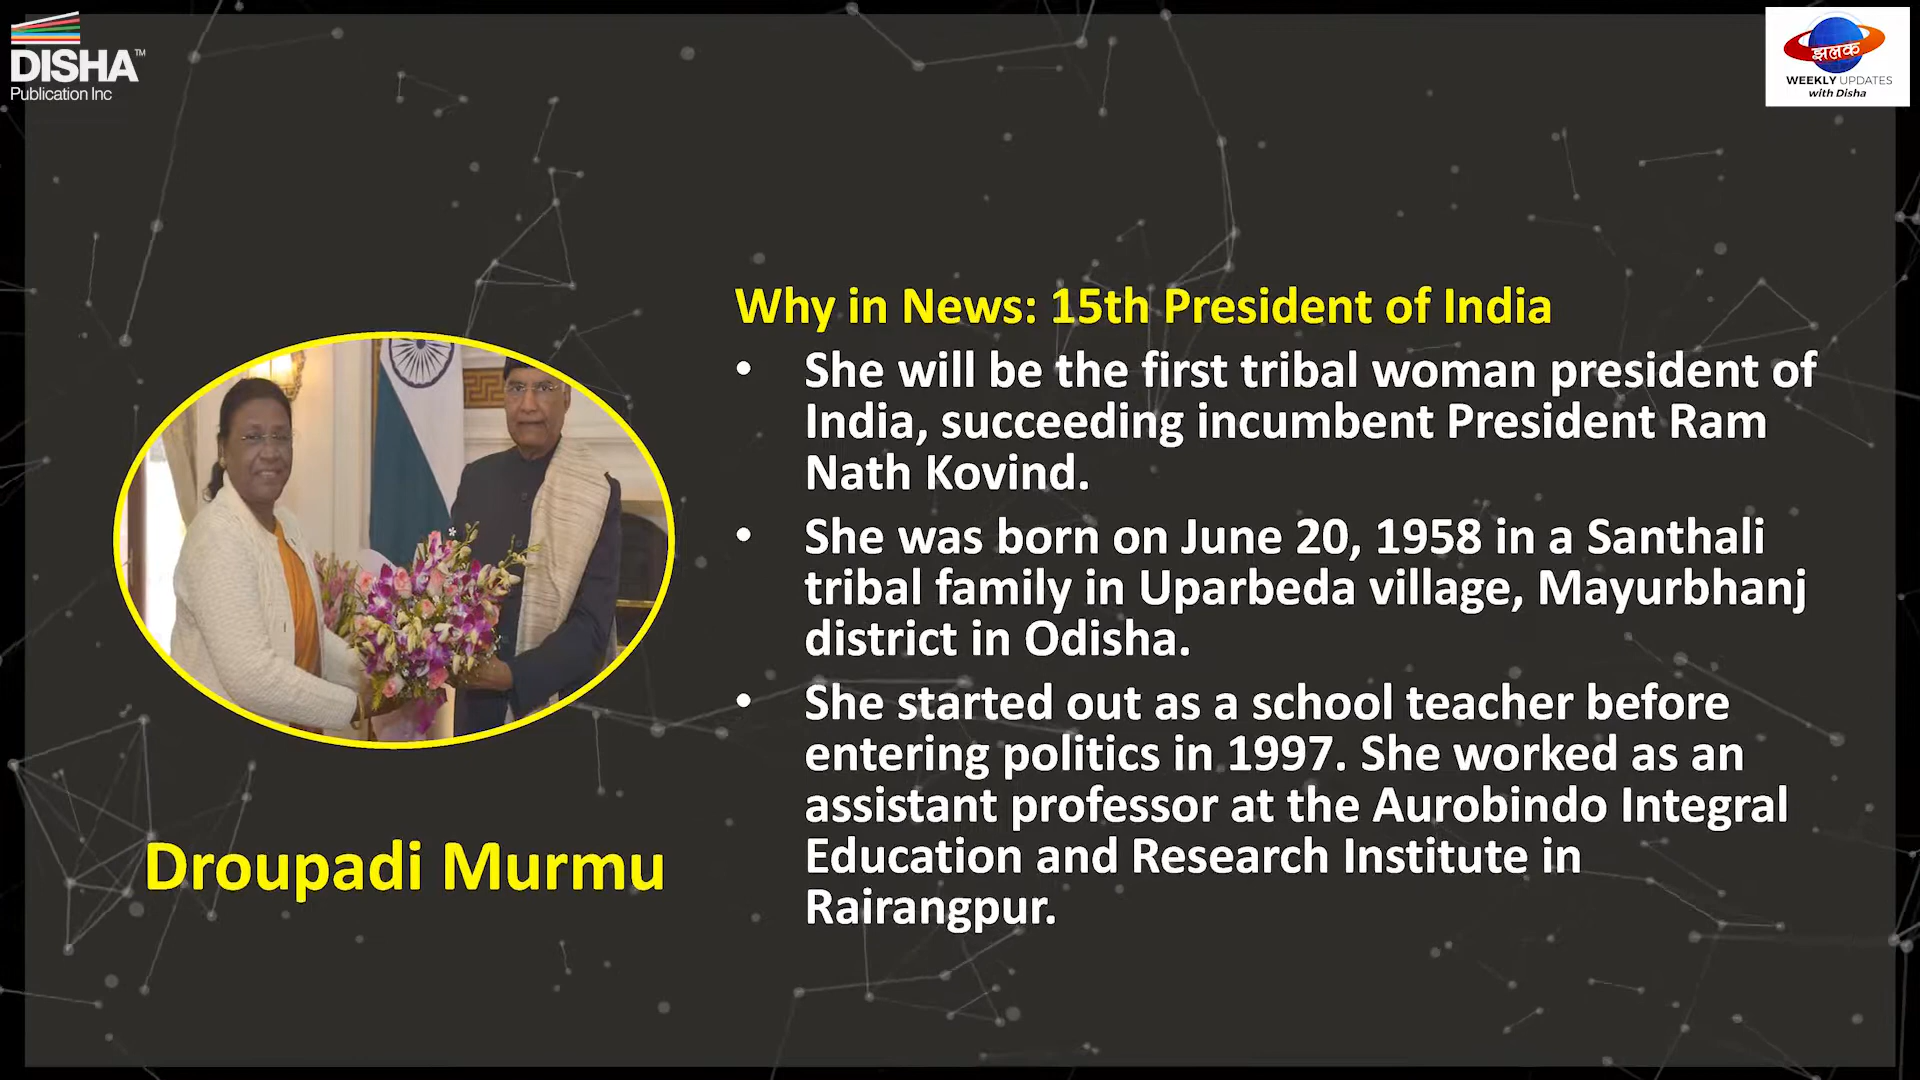 DISHA™
Publication Inc
झलक
WEEKLY UPDATES
with Disha
Why in News: 15th President of India
• She will be the first tribal woman president of
India, succeeding incumbent President Ram
Nath Kovind.
• She was born on June 20, 1958 in a Santhali
tribal family in Uparbeda village, Mayurbhanj
district in Odisha.
• She started out as a school teacher before
entering politics in 1997. She worked as an
assistant professor at the Aurobindo Integral
Education and Research Institute in
Rairangpur.
Droupadi Murmu